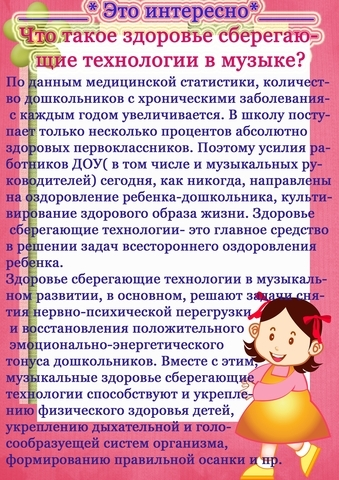 * Это интересно*
Что такое здоровье сберегаю-
щие технологии в музыке?
По данным медицинской статистики, количест-
во дошкольников с хроническими заболевания-
с каждым годом увеличивается. В школу посту-
пает только несколько процентов абсолютно
здоровых первоклассников. Поэтому усилия ра-
ботников ДОУ( в том числе и музыкальных ру-
ководителей) сегодня, как никогда, направлены
на оздоровление ребенка-дошкольника, культи-
вирование здорового образа жизни. Здоровье
сберегающие технологии- это главное средство
в решении задач всестороннего оздоровления
ребенка.
Здоровье сберегающие технологии в музыкаль-
ном развитии, в основном, решают задачи сня-
тия нервно-психической перегрузки
и восстановления положительного
эмоционально-энергетического
тонуса дошкольников. Вместе с этим,
музыкальные здоровье сберегающие
технологии способствуют и укрепле-
нию физического здоровья детей,
укреплению дыхательной и голо-
сообразуещей систем организма,
формированию правильной осанки и пр.